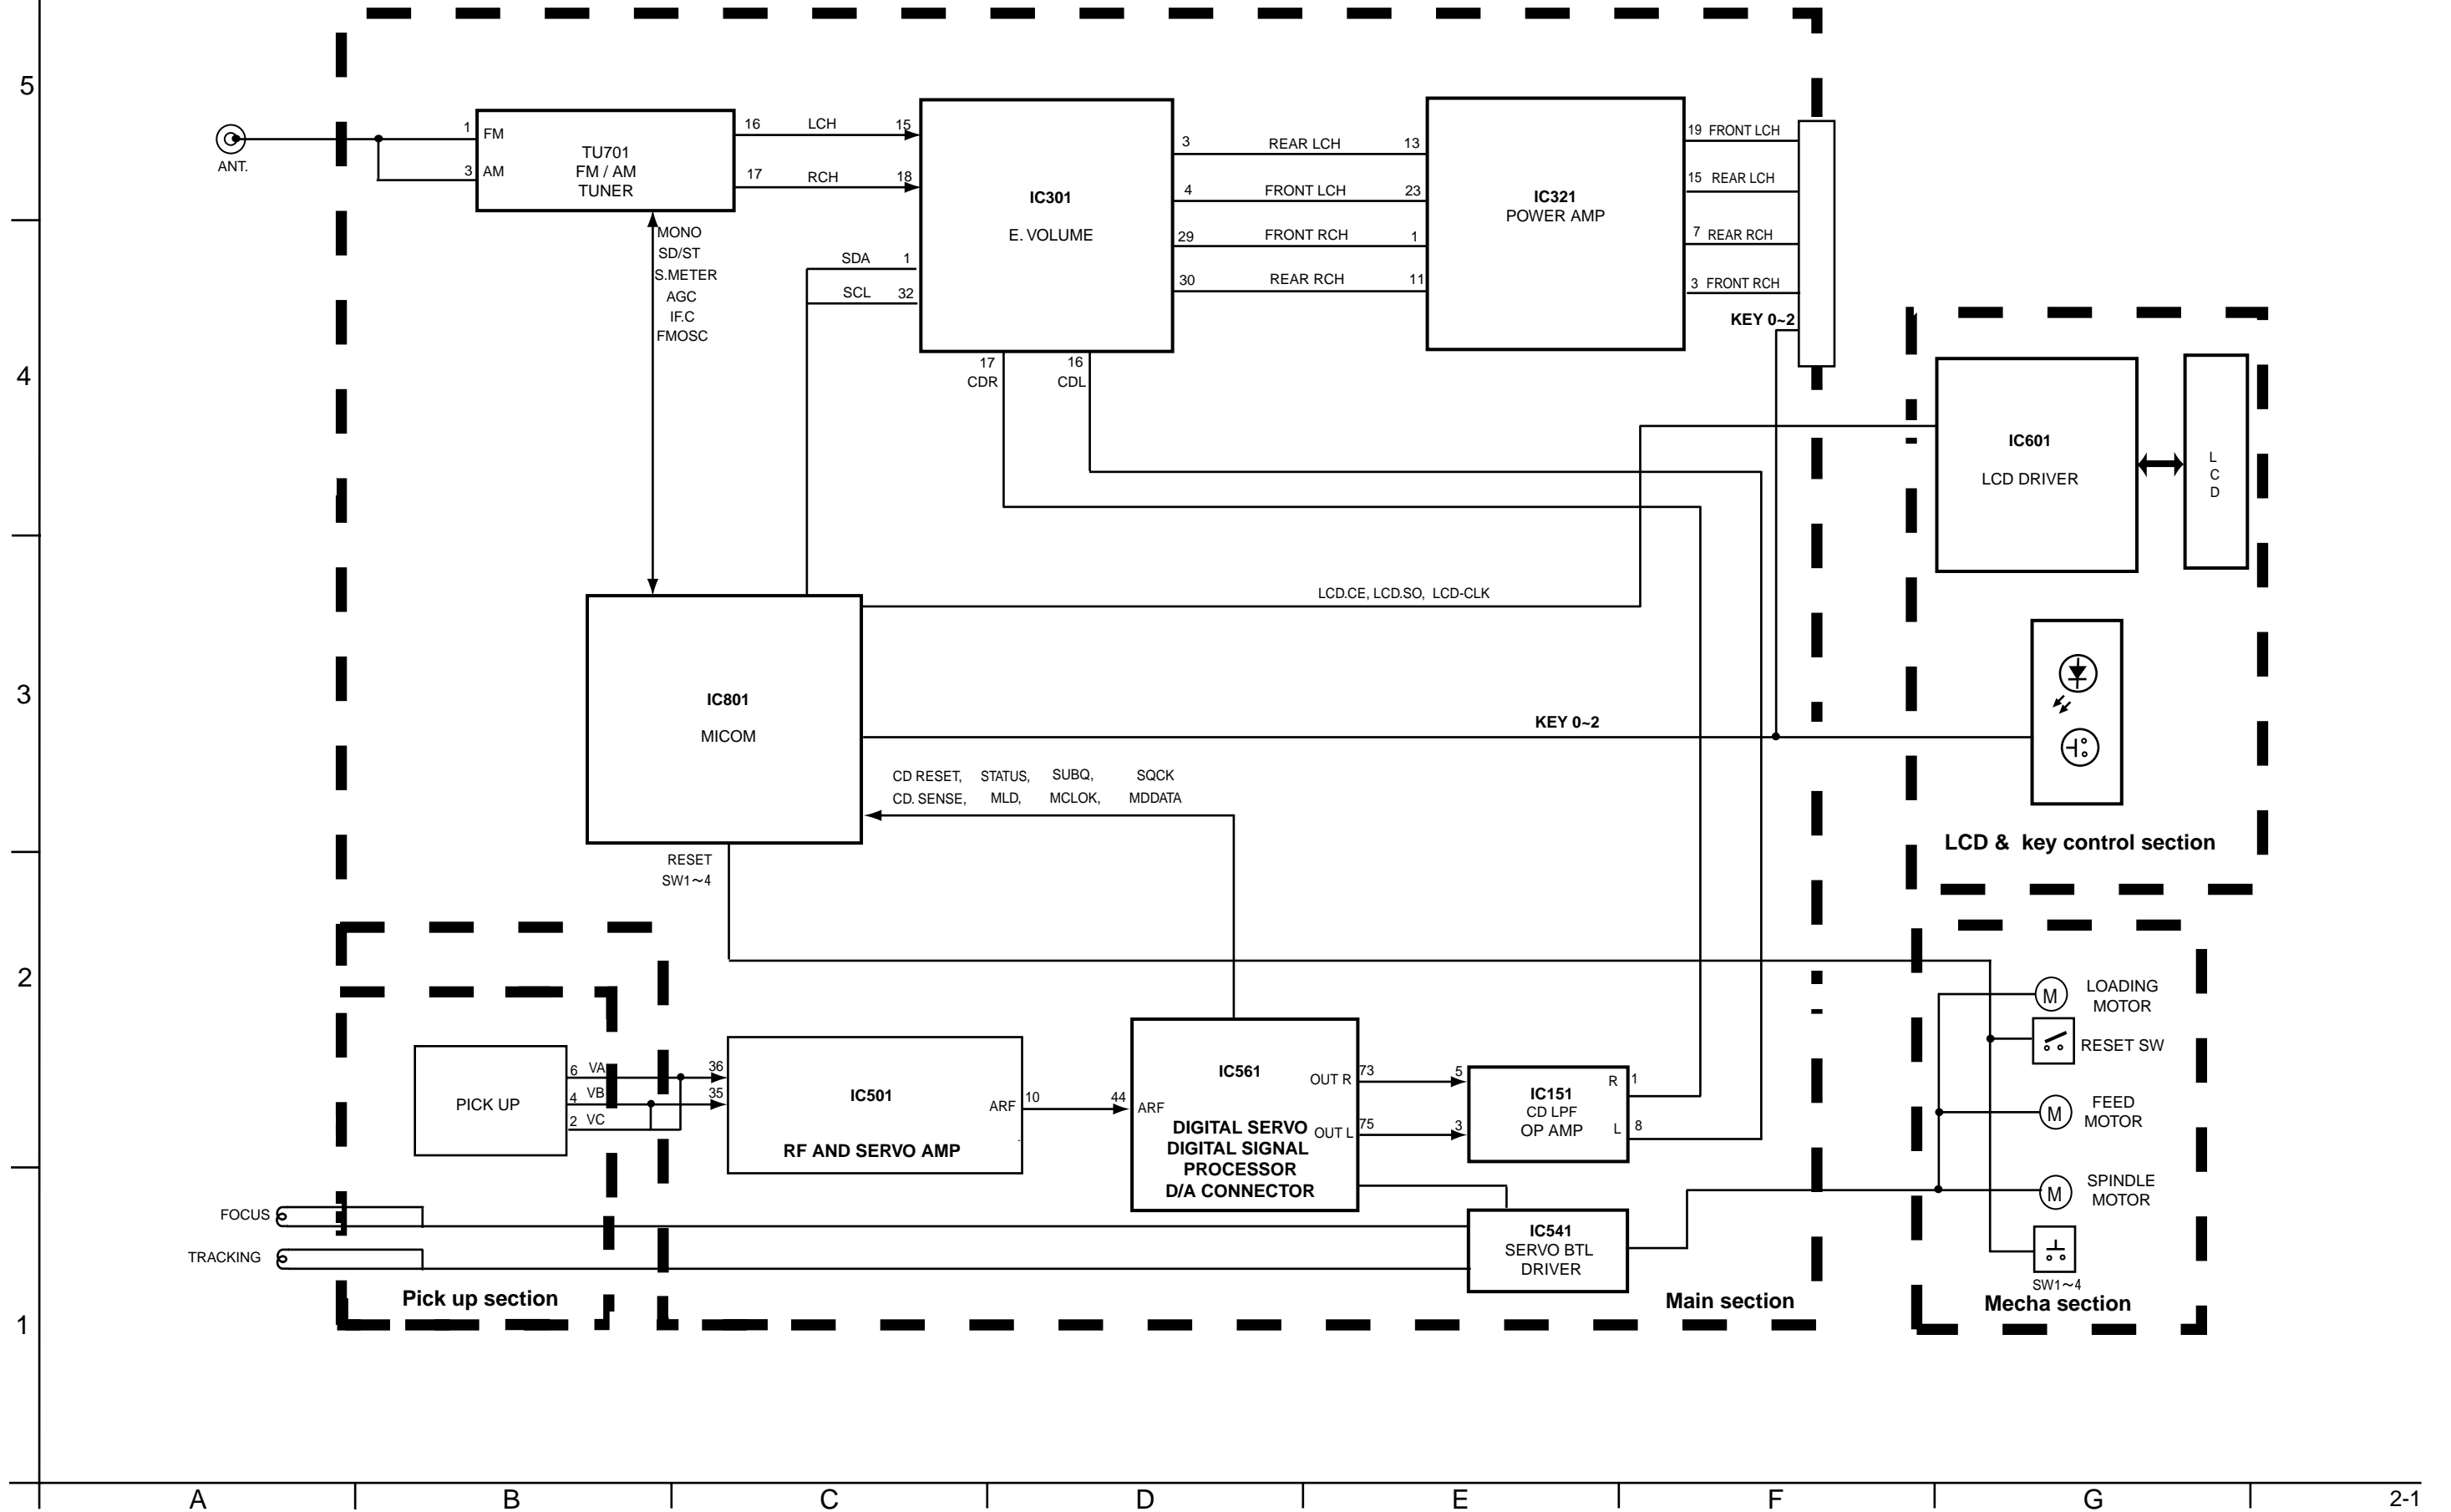 5
ANT.
1 FM
3 AM
TU701
FM / AM
TUNER
16 LCH 15
17 RCH 18
MONO
SD/ST
S.METER
AGC
IF.C
FMOSC
SDA 1
SCL 32
IC301
E. VOLUME
3 REAR LCH 13
4 FRONT LCH 23
29 FRONT RCH 1
30 REAR RCH 11
IC321
POWER AMP
19 FRONT LCH
15 REAR LCH
7 REAR RCH
3 FRONT RCH
KEY 0~2
4
17
CDR
16
CDL
IC601
LCD DRIVER
L
C
D
LCD.CE, LCD.SO, LCD-CLK
3
IC801
MICOM
KEY 0~2
CD RESET, STATUS, SUBQ, SQCK
CD. SENSE, MLD, MCLOK, MDDATA
LCD & key control section
RESET
SW1~4
2
PICK UP
6 VA
4 VB
2 VC
36
35
IC501
RF AND SERVO AMP
ARF 10
44 ARF
IC561
DIGITAL SERVO
DIGITAL SIGNAL
PROCESSOR
D/A CONNECTOR
OUT R 73
OUT L 75
5
3
IC151
CD LPF
OP AMP
R 1
L 8
M
LOADING
MOTOR
RESET SW
M
FEED
MOTOR
M
SPINDLE
MOTOR
SW1~4
Mecha section
FOCUS
TRACKING
IC541
SERVO BTL
DRIVER
Pick up section
Main section
1
A B C D E F G 2-1